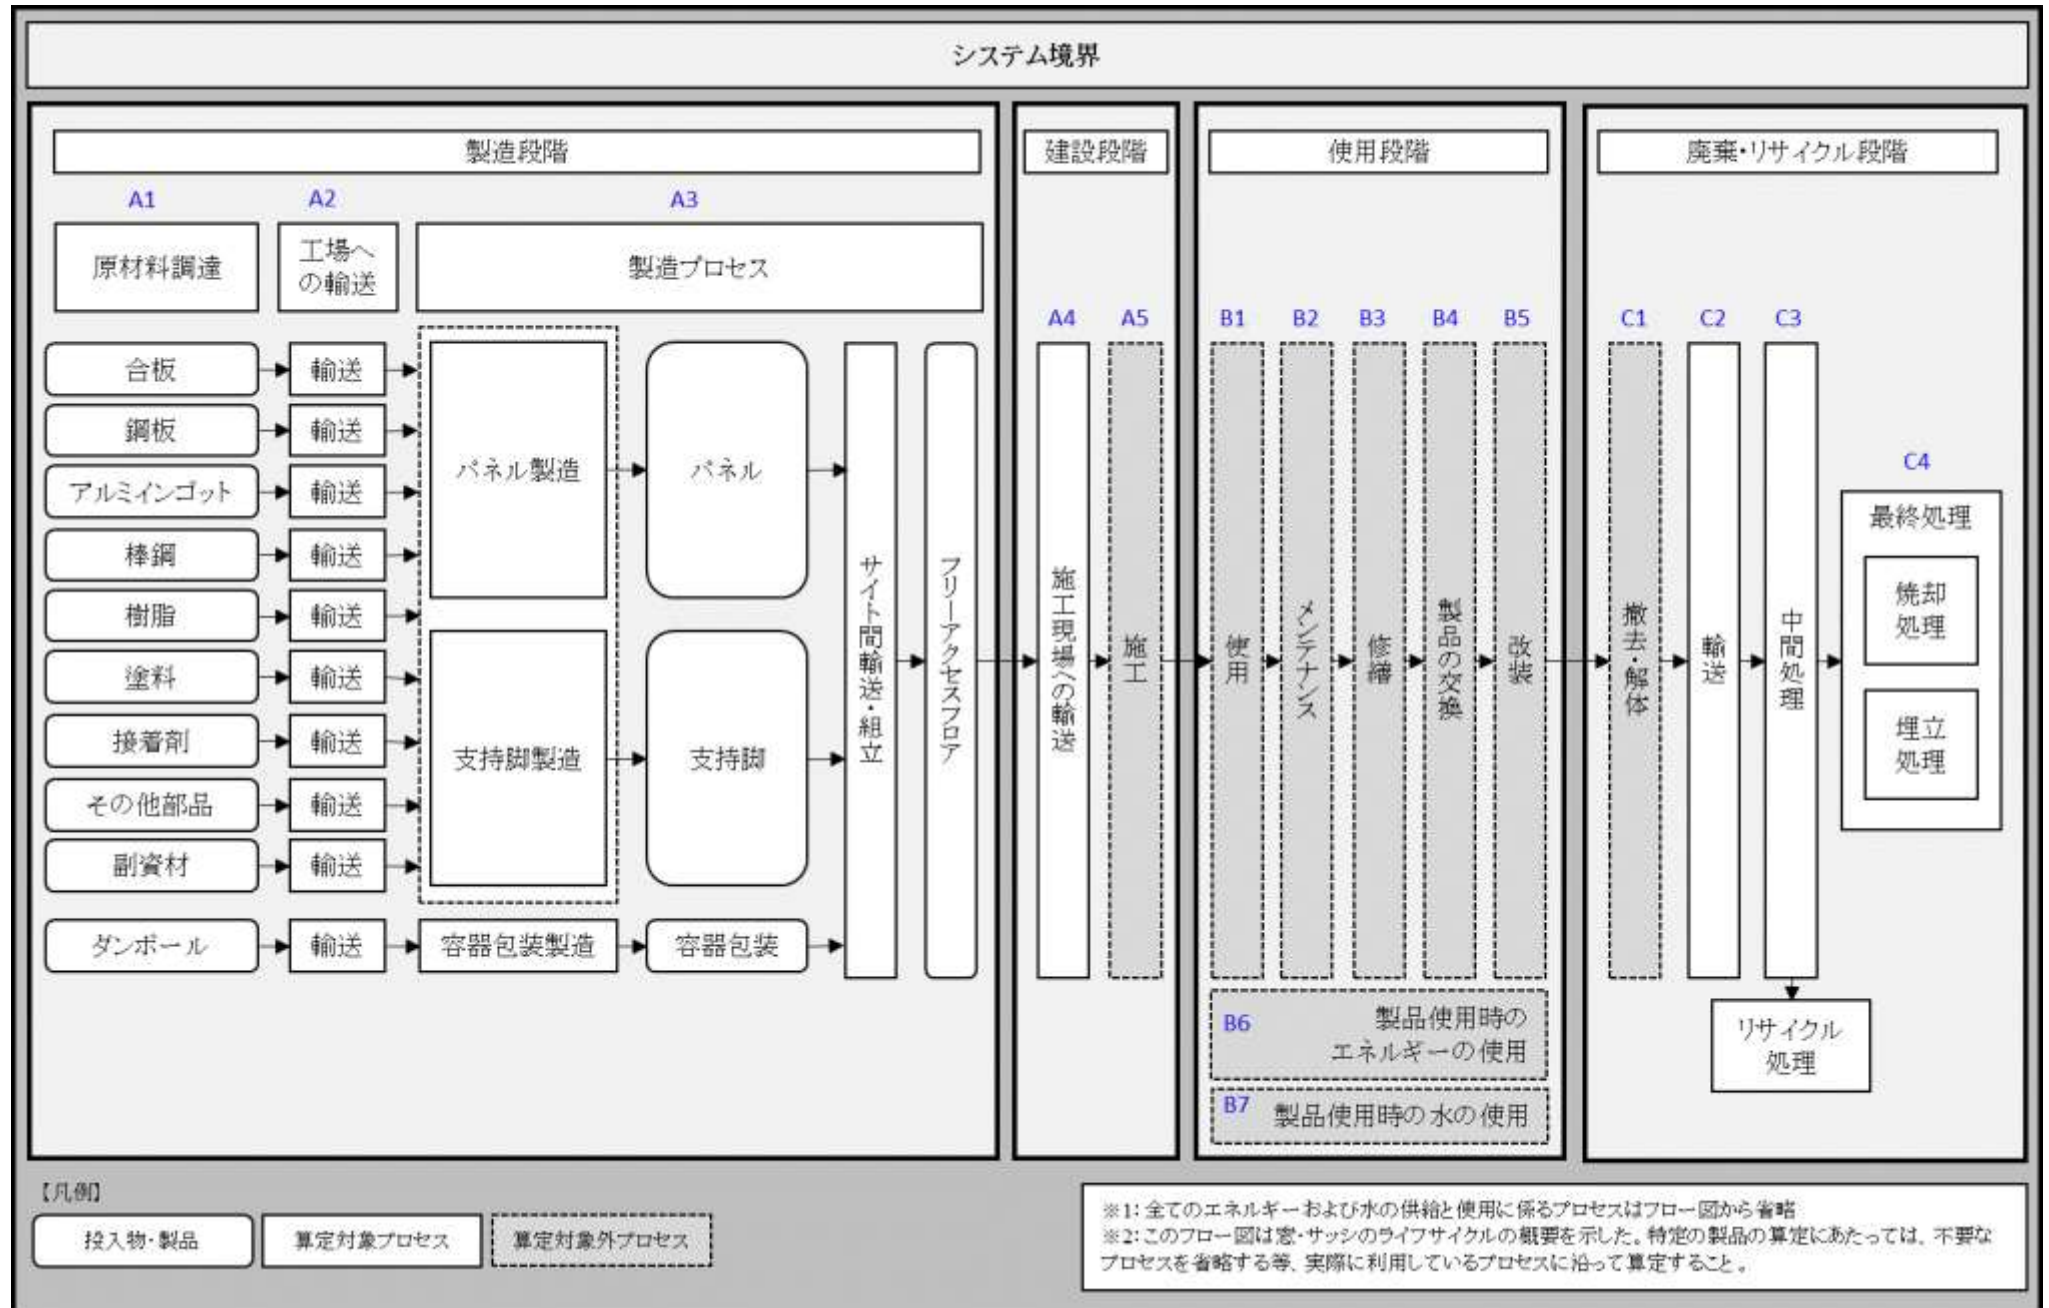 システム境界
製造段階
建設段階
使用段階
廃棄・リサイクル段階
A1
A2
A3
原材料調達
工場へ
の輸送
製造プロセス
A4
A5
B1
B2
B3
B4
B5
C1
C2
C3
合板
輸送
鋼板
輸送
アルミインゴット
輸送
棒鋼
輸送
樹脂
輸送
塗料
輸送
接着剤
輸送
その他部品
輸送
副資材
輸送
ダンボール
輸送
パネル製造
パネル
支持脚製造
支持脚
容器包装製造
容器包装
サイト間輸送・組立
フリーアクセスフロア
施工現場への輸送
施工
使用
メンテナンス
修繕
製品の交換
改装
B6
製品使用時の
エネルギーの使用
B7
製品使用時の水の使用
撤去・解体
輸送
中間処理
C4
最終処理
焼却
処理
埋立
処理
リサイクル
処理
【凡例】
投入物・製品
算定対象プロセス
算定対象外プロセス
※1：全てのエネルギーおよび水の供給と使用に係るプロセスはフロー図から省略
※2：このフロー図は窓・サッシのライフサイクルの概要を示した。特定の製品の算定にあたっては、不要な
プロセスを省略する等、実際に利用しているプロセスに沿って算定すること。